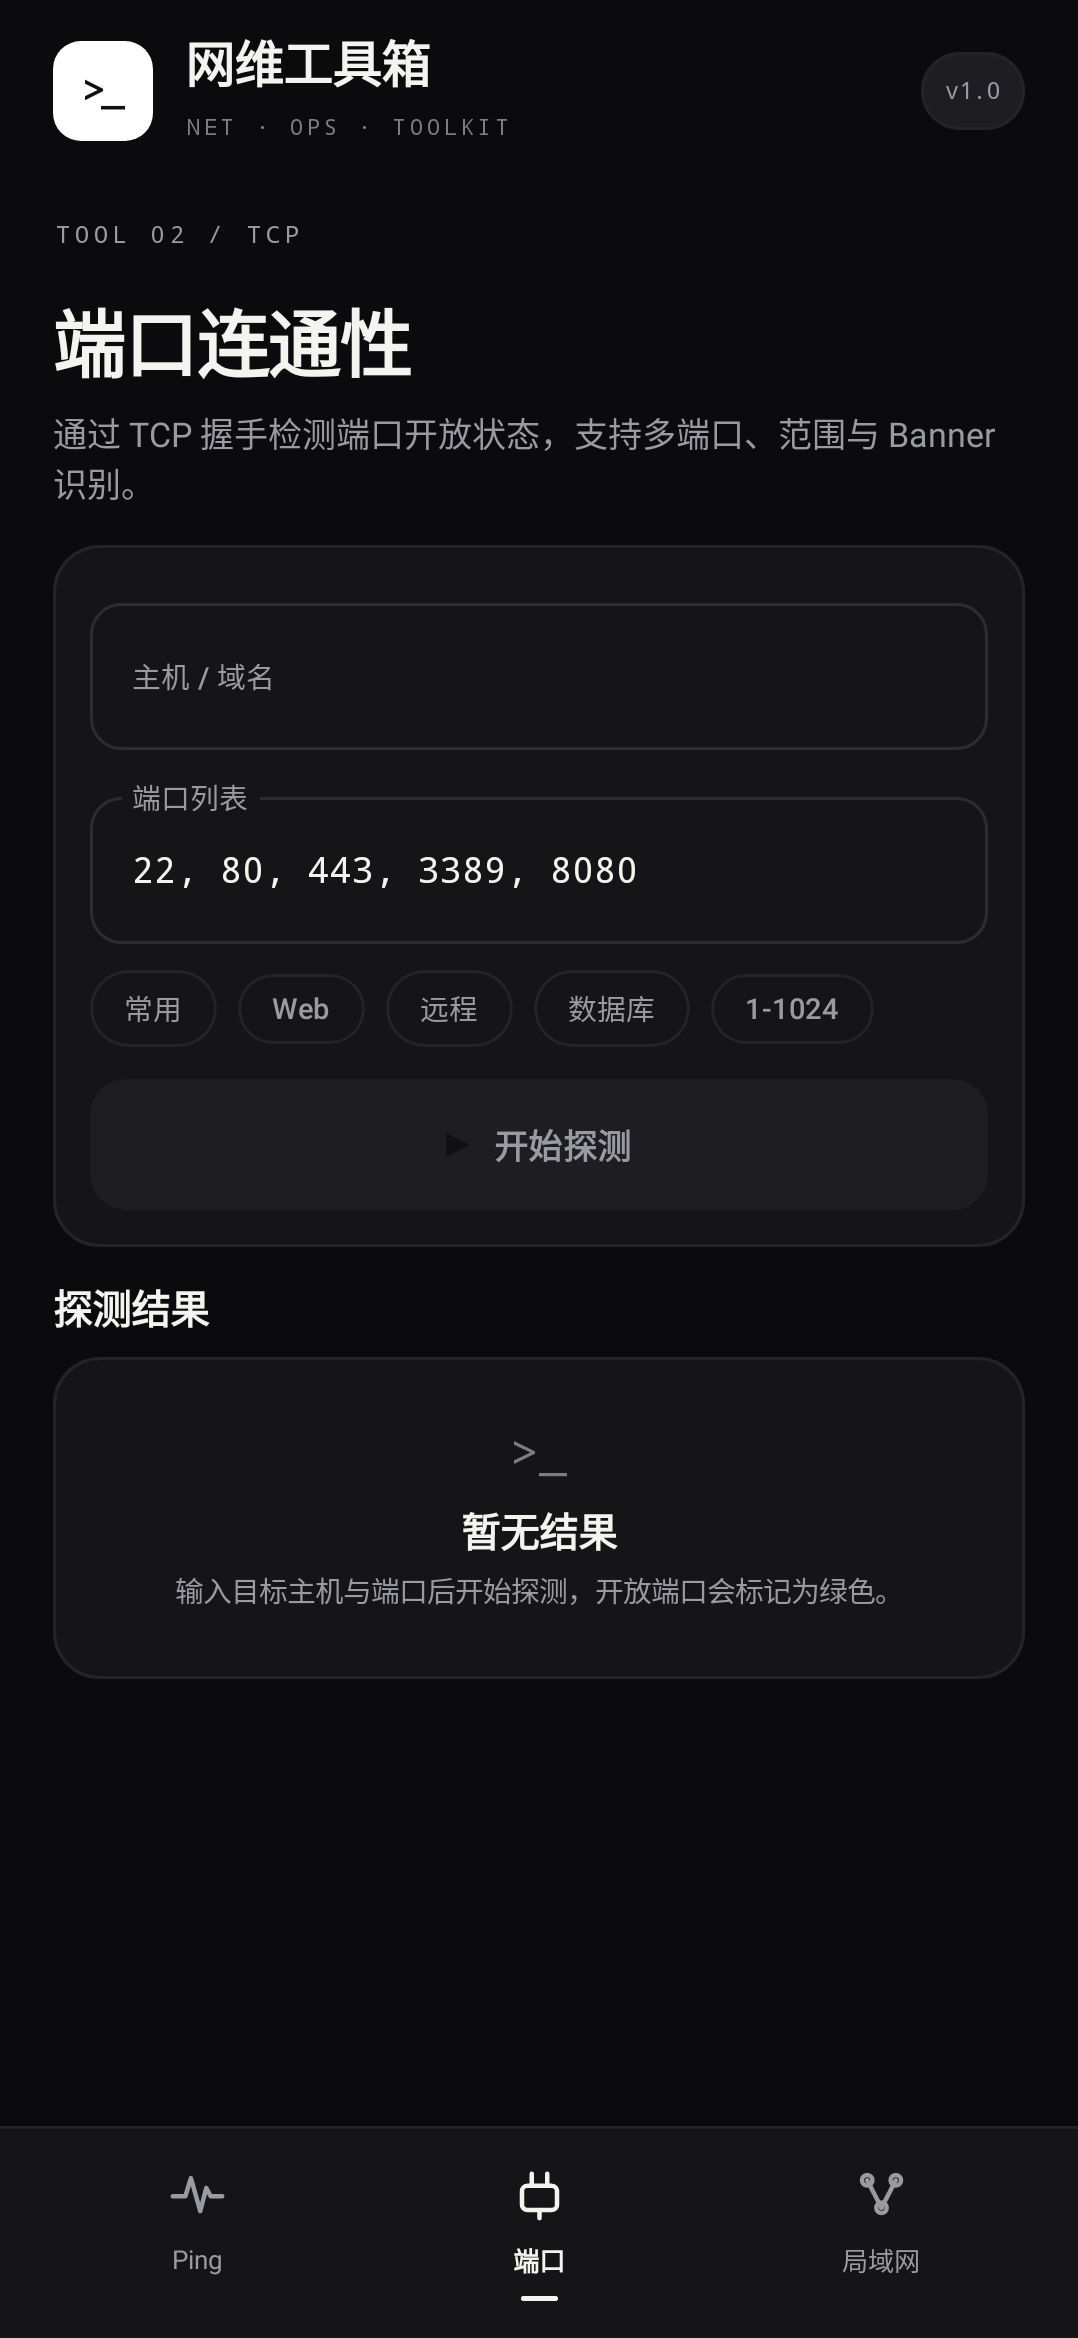 >_
网维工具箱
NET · OPS · TOOLKIT
v1.0
TOOL 02 / TCP
端口连通性
通过 TCP 握手检测端口开放状态，支持多端口、范围与 Banner
识别。
主机 / 域名
端口列表
22, 80, 443, 3389, 8080
常用 Web 远程 数据库 1-1024
▶ 开始探测
探测结果
>_
暂无结果
输入目标主机与端口后开始探测，开放端口会标记为绿色。
Ping 端口 局域网